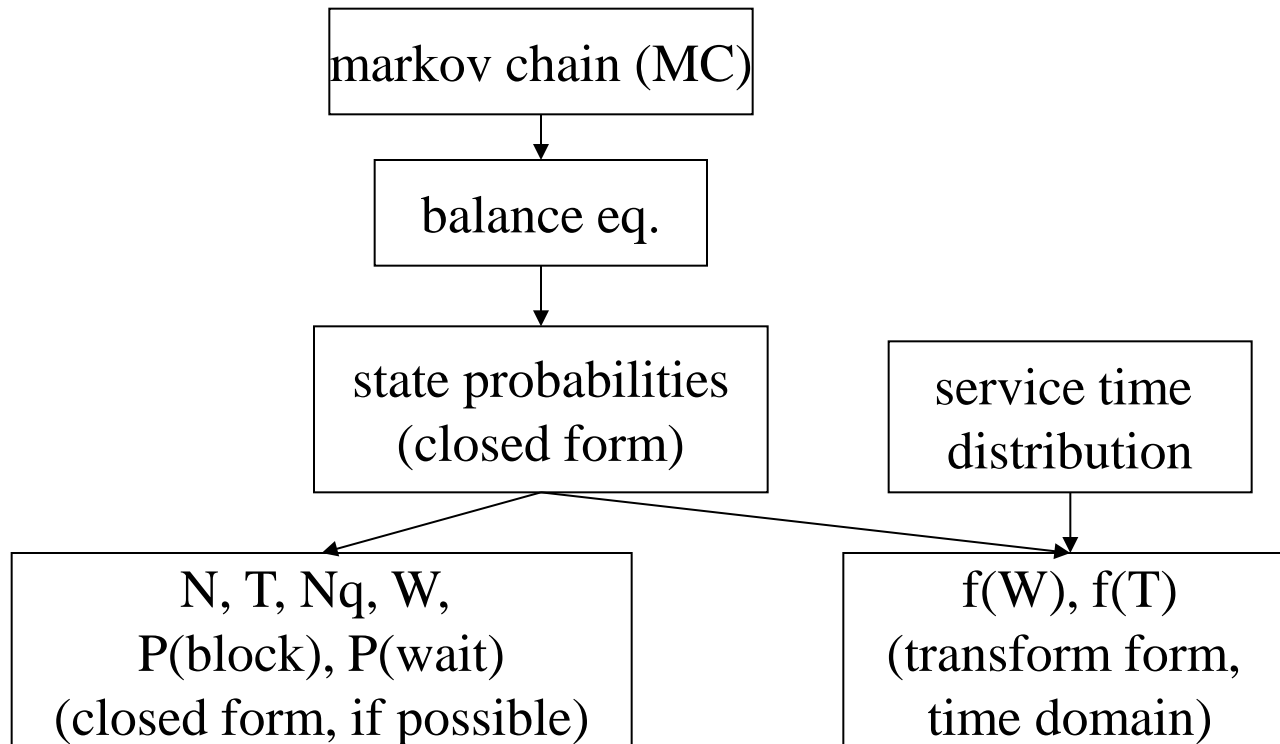 markov chain (MC)
balance eq.
state probabilities
(closed form)
service time
distribution
N, T, Nq, W,
P(block), P(wait)
(closed form, if possible)
f(W), f(T)
(transform form,
time domain)